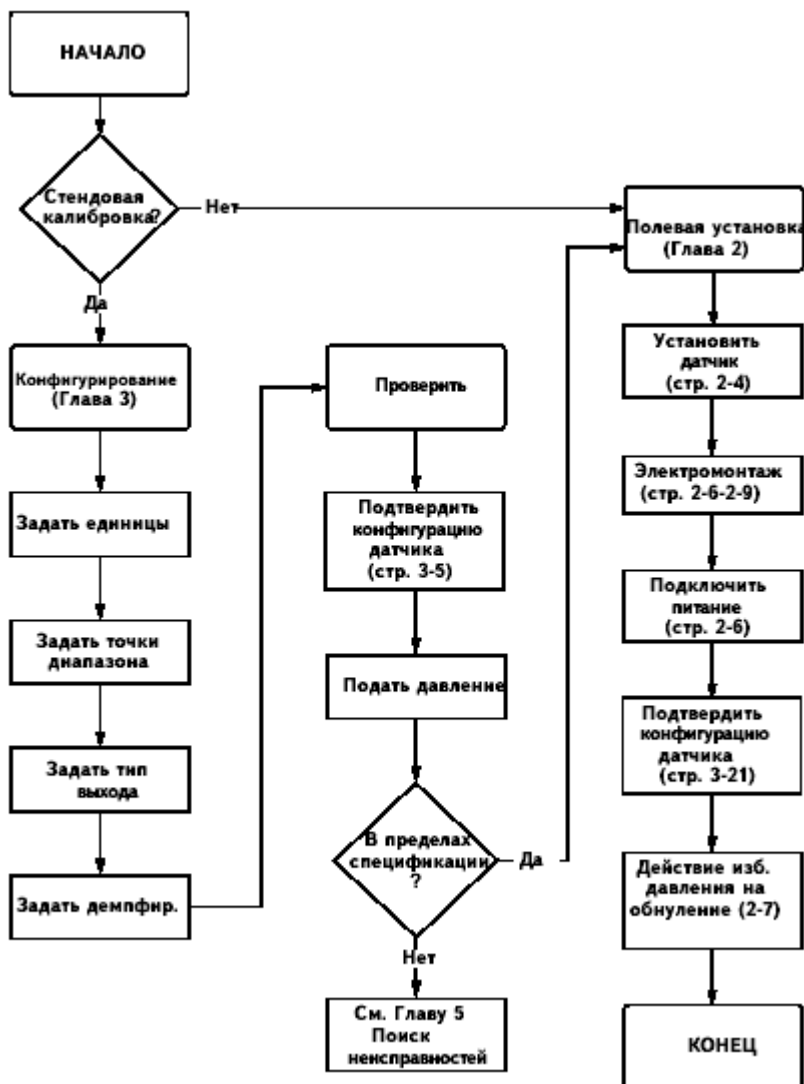 НАЧАЛО
Стендовая
калибровка?
Нет
Да
Конфигурирование
(Глава 3)
Задать единицы
Задать точки
диапазона
Задать тип
выхода
Задать демпфир.
Проверить
Подтвердить
конфигурацию
датчика
(стр. 3-5)
Подать давление
В пределах
спецификации
?
Да
Нет
См. Главу 5
Поиск
неисправностей
Полевая установка
(Глава 2)
Установить
датчик
(стр. 2-4)
Электромонтаж
(стр. 2-6-2-9)
Подключить
питание
(стр. 2-6)
Подтвердить
конфигурацию
датчика
(стр. 3-21)
Действие изб.
давления на
обнуление (2-7)
КОНЕЦ